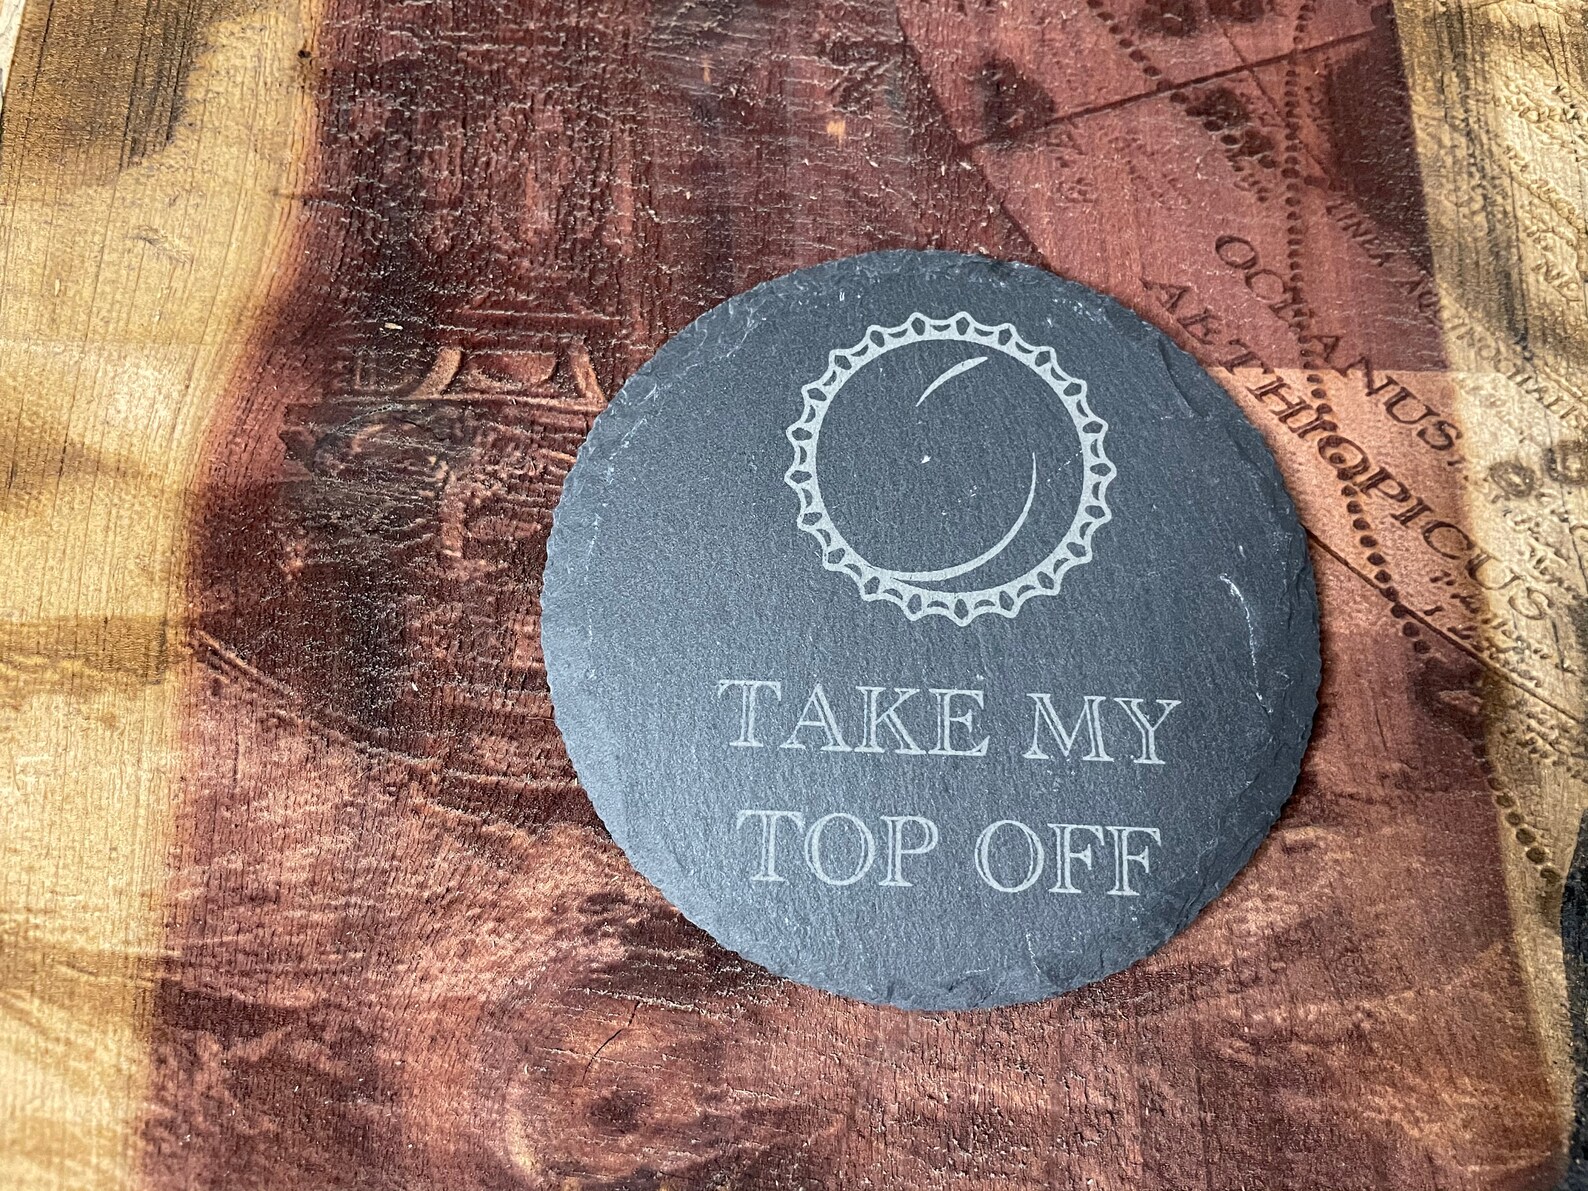 OCEANUS
AETHIOPICUS
TAKE MY
TOP OFF